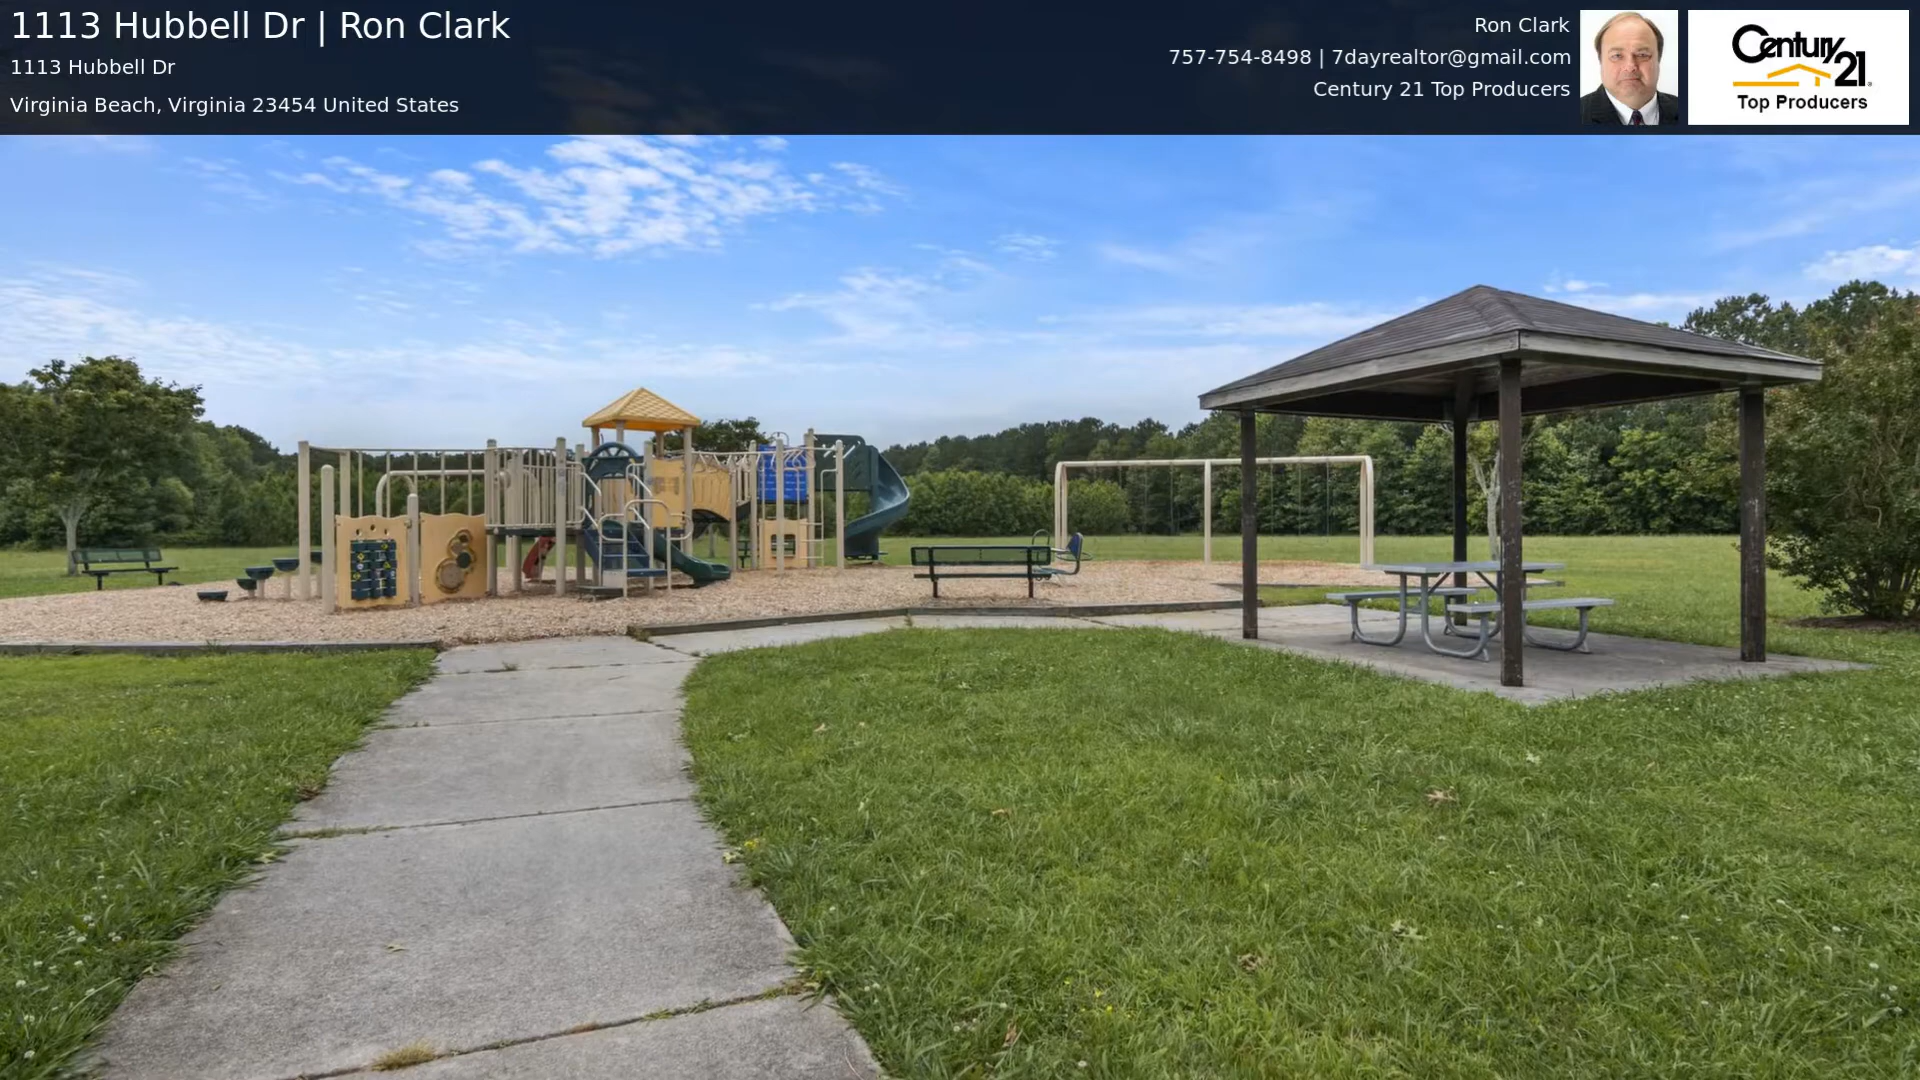 1113 Hubbell Dr | Ron Clark
1113 Hubbell Dr
Virginia Beach, Virginia 23454 United States
Ron Clark
757-754-8498 | 7dayrealtor@gmail.com
Century 21 Top Producers
Century
21
Top Producers